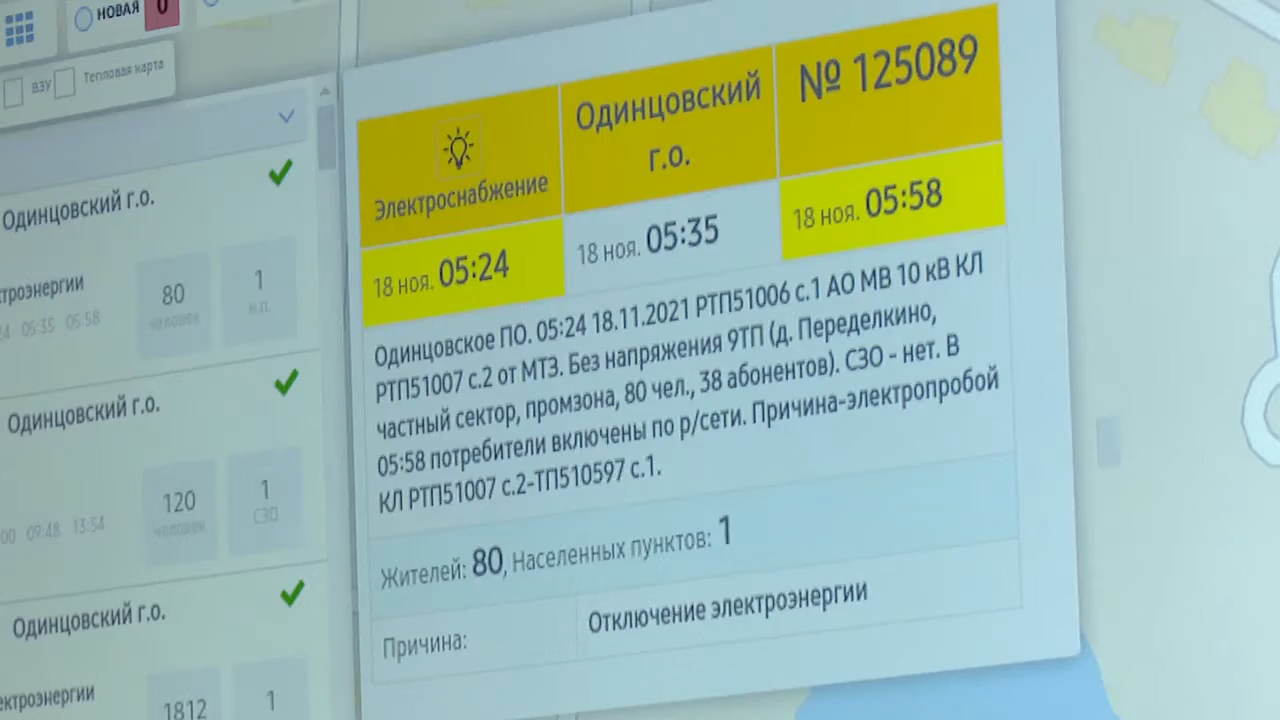 НОВАЯ
0
ВЗУ
Тепловая карта
Одинцовский г.о.
05:35 05:58
80
человек
1
н.п.
Одинцовский г.о.
09:48 13:54
120
человек
1
СЗО
Одинцовский г.о.
1812
1
Электроснабжение
Одинцовский
г.о.
№ 125089
18 ноя. 05:24
18 ноя. 05:35
18 ноя. 05:58
Одинцовское ПО. 05:24 18.11.2021 РТП51006 с.1 АО МВ 10 кВ КЛ
РТП51007 с.2 от МТЗ. Без напряжения 9ТП (д. Переделкино,
частный сектор, промзона, 80 чел., 38 абонентов). СЗО - нет. В
05:58 потребители включены по р/сети. Причина-электропробой
КЛ РТП51007 с.2-ТП510597 с.1.
Жителей: 80, Населенных пунктов: 1
Причина:
Отключение электроэнергии